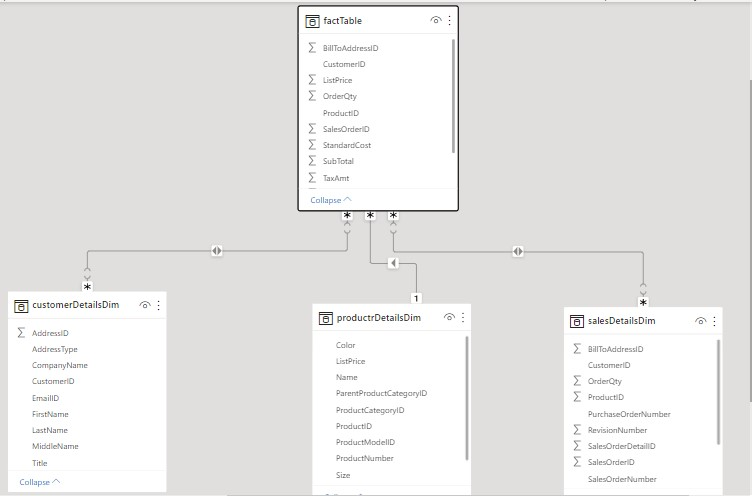 factTable
Σ BillToAddressID
CustomerID
Σ ListPrice
Σ OrderQty
ProductID
Σ SalesOrderID
Σ StandardCost
Σ SubTotal
Σ TaxAmt
Collapse
* * *
* 1 *
customerDetailsDim
Σ AddressID
AddressType
CompanyName
CustomerID
EmailID
FirstName
LastName
MiddleName
Title
Collapse
productrDetailsDim
Color
ListPrice
Name
ParentProductCategoryID
ProductCategoryID
ProductID
ProductModelID
ProductNumber
Size
salesDetailsDim
Σ BillToAddressID
CustomerID
Σ OrderQty
Σ ProductID
PurchaseOrderNumber
Σ RevisionNumber
Σ SalesOrderDetailID
Σ SalesOrderID
SalesOrderNumber